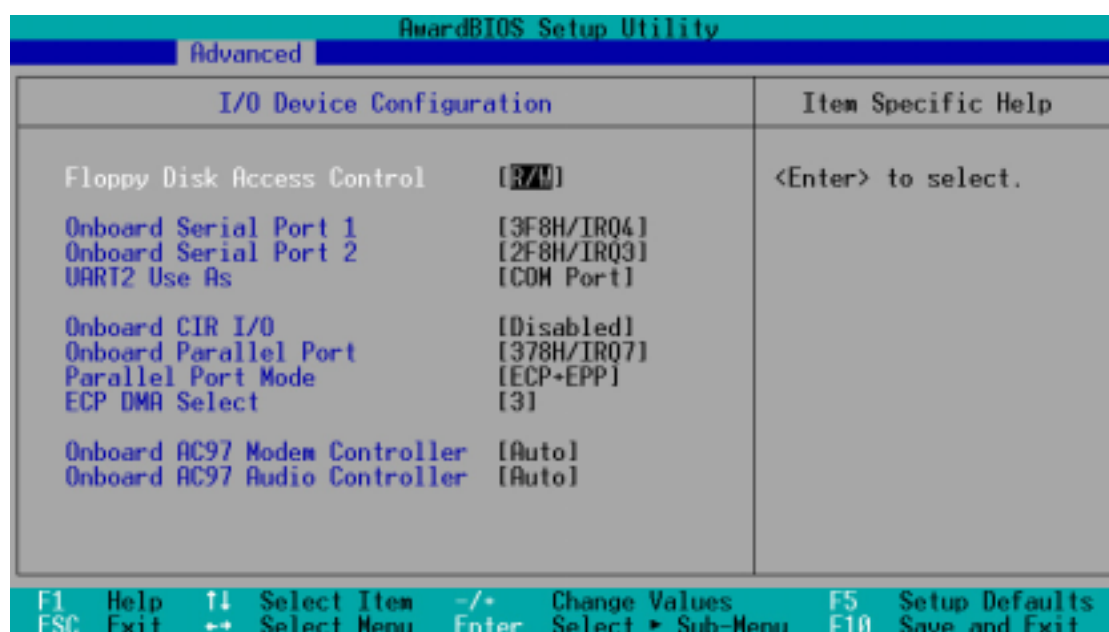 AwardBIOS Setup Utility
Advanced
I/O Device Configuration
Item Specific Help
Floppy Disk Access Control [R/W]
<Enter> to select.
Onboard Serial Port 1 [3F8H/IRQ4]
Onboard Serial Port 2 [2F8H/IRQ3]
UART2 Use As [COM Port]
Onboard CIR I/O [Disabled]
Onboard Parallel Port [378H/IRQ7]
Parallel Port Mode [ECP+EPP]
ECP DMA Select [3]
Onboard AC97 Modem Controller [Auto]
Onboard AC97 Audio Controller [Auto]
F1 Help ↑↓ Select Item -/+ Change Values F5 Setup Defaults
ESC Exit ←→ Select Menu Enter Select ► Sub-Menu F10 Save and Exit